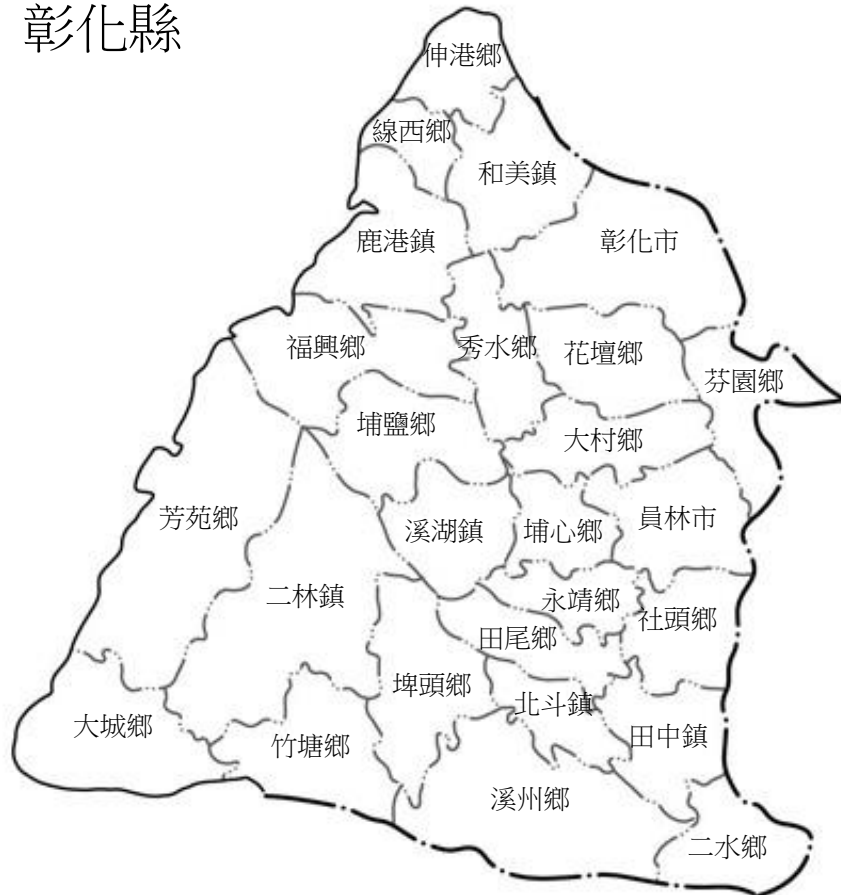 彰化縣
伸港鄉
線西鄉
和美鎮
鹿港鎮
彰化市
福興鄉
秀水鄉
花壇鄉
芬園鄉
埔鹽鄉
大村鄉
芳苑鄉
溪湖鎮
埔心鄉
員林市
二林鎮
永靖鄉
社頭鄉
田尾鄉
埤頭鄉
北斗鎮
大城鄉
竹塘鄉
田中鎮
溪州鄉
二水鄉